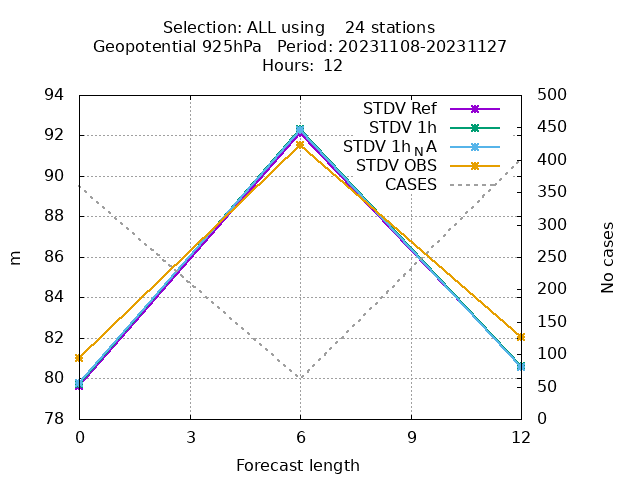 Selection: ALL using    24 stations
Geopotential 925hPa   Period: 20231108-20231127
Hours: 12
94
92
90
88
86
84
82
80
78
m
500
450
400
350
300
250
200
150
100
50
0
No cases
STDV Ref
STDV 1h
STDV 1h_N A
STDV OBS
CASES
0 3 6 9 12
Forecast length